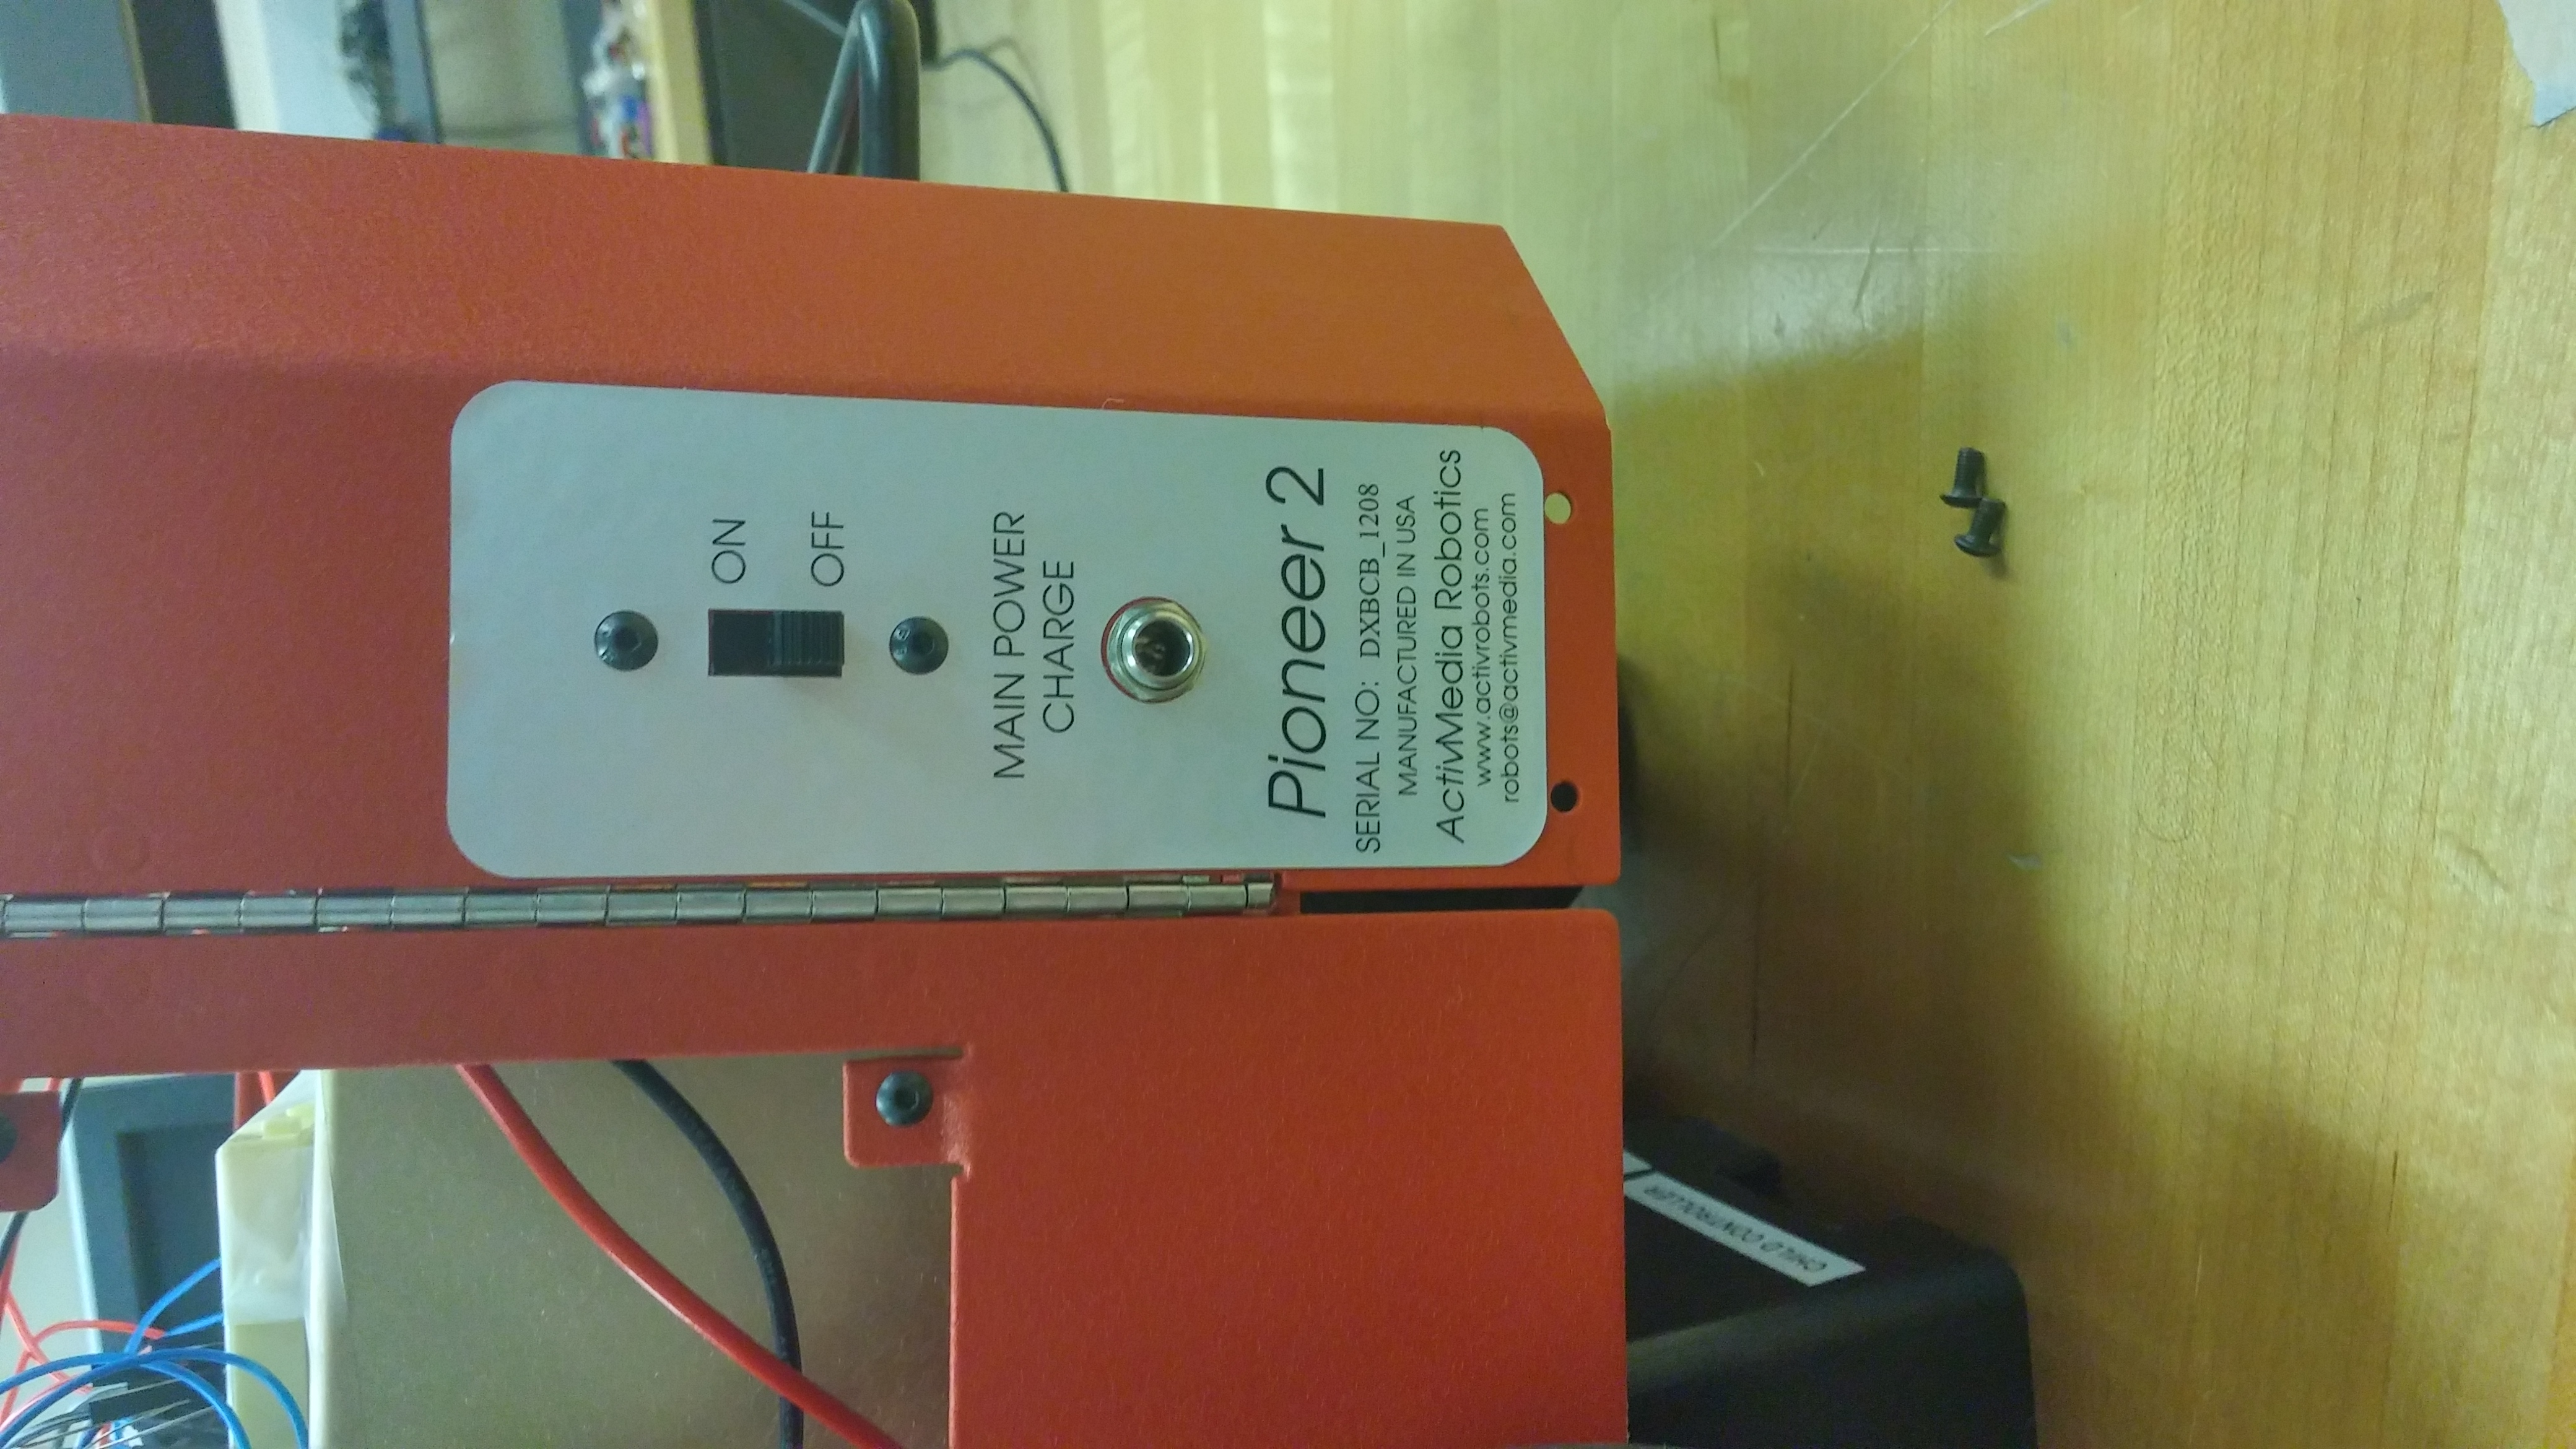 ON
OFF
MAIN POWER
CHARGE
Pioneer 2
SERIAL NO: DXBCB_1208
MANUFACTURED IN USA
ActivMedia Robotics
www.activrobots.com
robots@activmedia.com
CHILD CONTROLLER